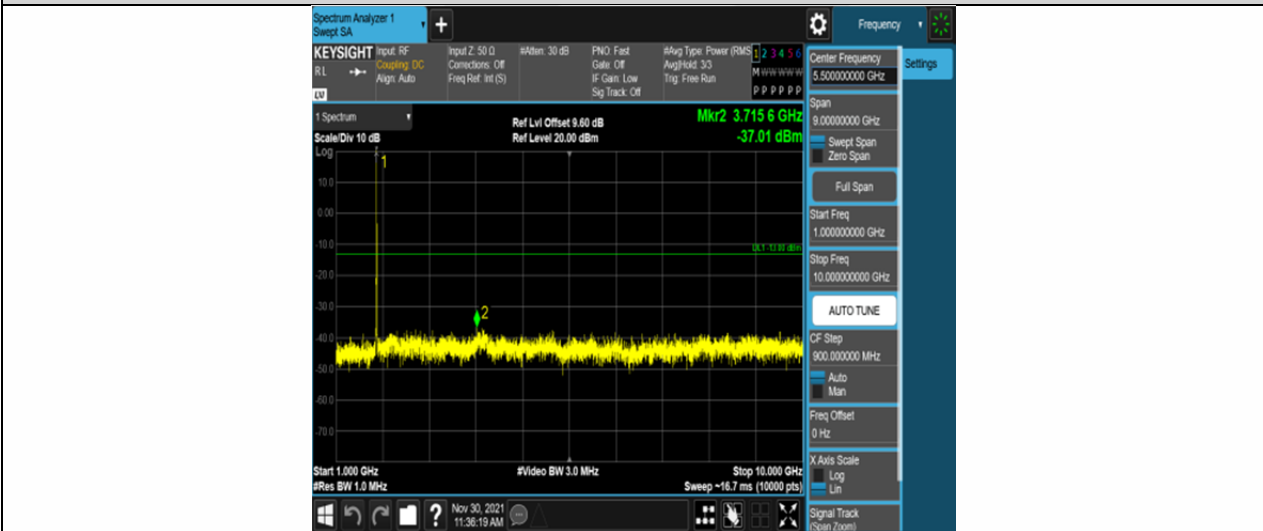 Spectrum Analyzer 1
Swept SA
+
Frequency
KEYSIGHT
RL
LV
Input: RF
Coupling: DC
Align: Auto
Input Z: 50 Ω
Corrections: Off
Freq Ref: Int (S)
#Atten: 30 dB
PNO: Fast
Gate: Off
IF Gain: Low
Sig Track: Off
#Avg Type: Power (RMS
Avg|Hold: 3/3
Trig: Free Run
1 2 3 4 5 6
M W W W W W
P P P P P P
1 Spectrum
Scale/Div 10 dB
Log
Ref Lvl Offset 9.60 dB
Ref Level 20.00 dBm
Mkr2 3.715 6 GHz
-37.01 dBm
1
10.0
0.00
-10.0
DL1 -13.00 dBm
-20.0
-30.0
2
-40.0
-50.0
-60.0
-70.0
Start 1.000 GHz
#Res BW 1.0 MHz
#Video BW 3.0 MHz
Stop 10.000 GHz
Sweep ~16.7 ms (10000 pts)
Nov 30, 2021
11:36:19 AM
?
Center Frequency
5.500000000 GHz
Settings
Span
9.00000000 GHz
Swept Span
Zero Span
Full Span
Start Freq
1.000000000 GHz
Stop Freq
10.000000000 GHz
AUTO TUNE
CF Step
900.000000 MHz
Auto
Man
Freq Offset
0 Hz
X Axis Scale
Log
Lin
Signal Track
(Span Zoom)